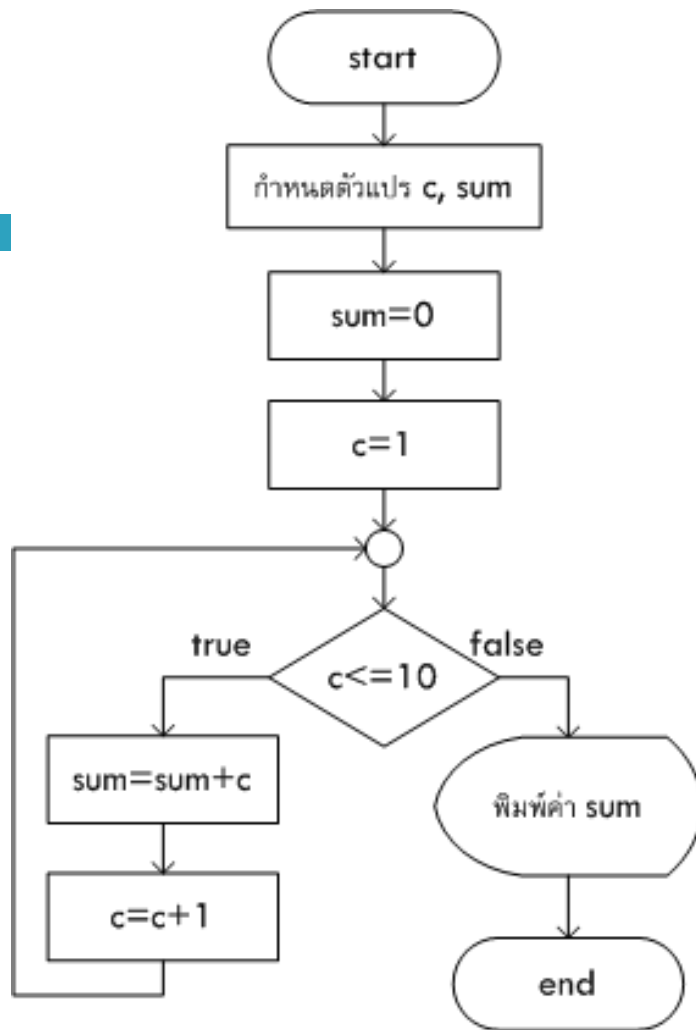 start
กำหนดตัวแปร c, sum
sum=0
c=1
true
false
c<=10
sum=sum+c
พิมพ์ค่า sum
c=c+1
end